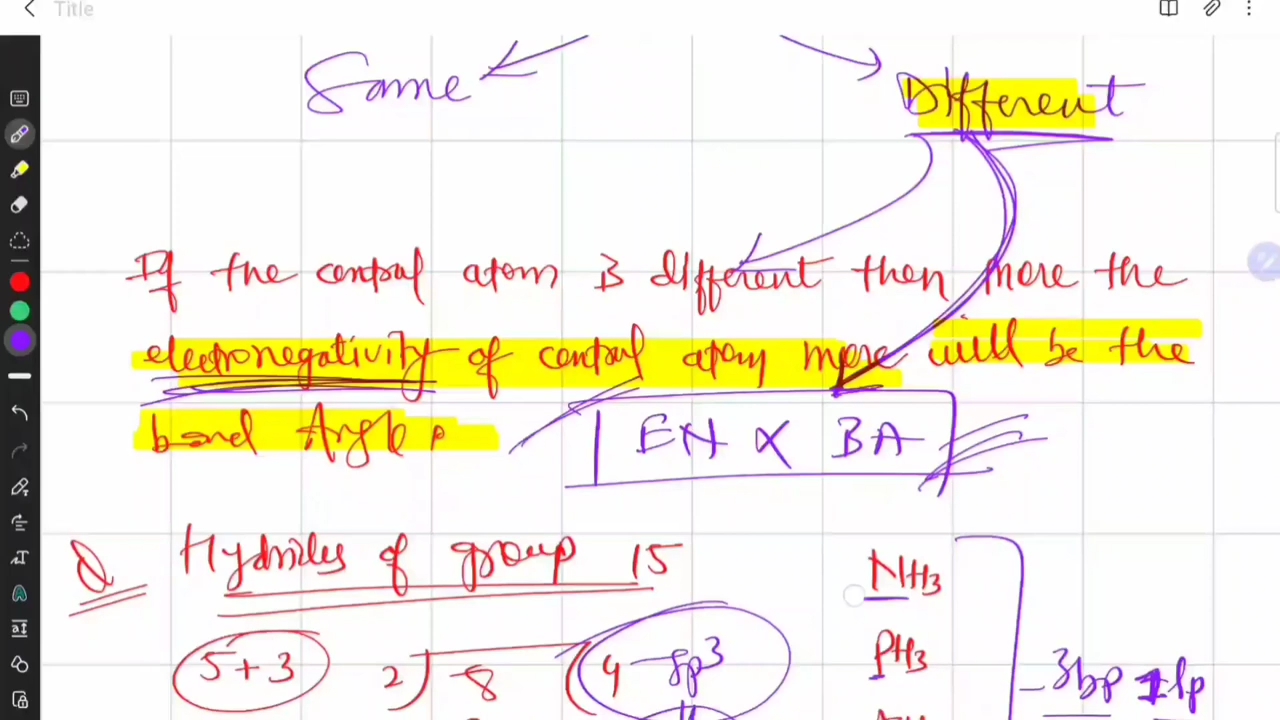 Title
Same
Different
If the central atom is different then more the
electronegativity of central atom more will be the
bond Angle.
EN ∝ BA
Q Hydrides of group 15
NH3
5+3 2 8 4 sp3
PH3
3bp 1lp